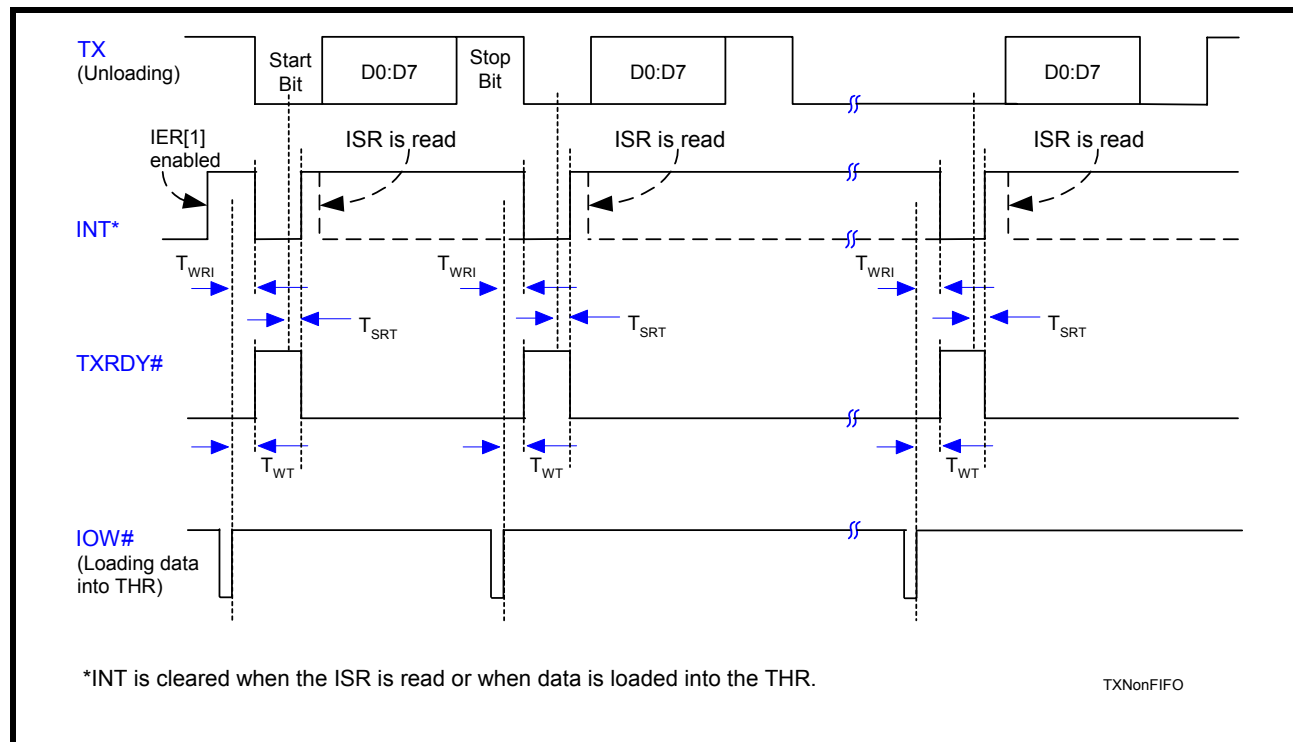 TX
(Unloading)
Start
Bit
D0:D7
Stop
Bit
D0:D7
D0:D7
IER[1]
enabled
ISR is read
ISR is read
ISR is read
INT*
TWRI
TWRI
TWRI
TSRT
TSRT
TSRT
TXRDY#
TWT
TWT
TWT
IOW#
(Loading data
into THR)
*INT is cleared when the ISR is read or when data is loaded into the THR.
TXNonFIFO